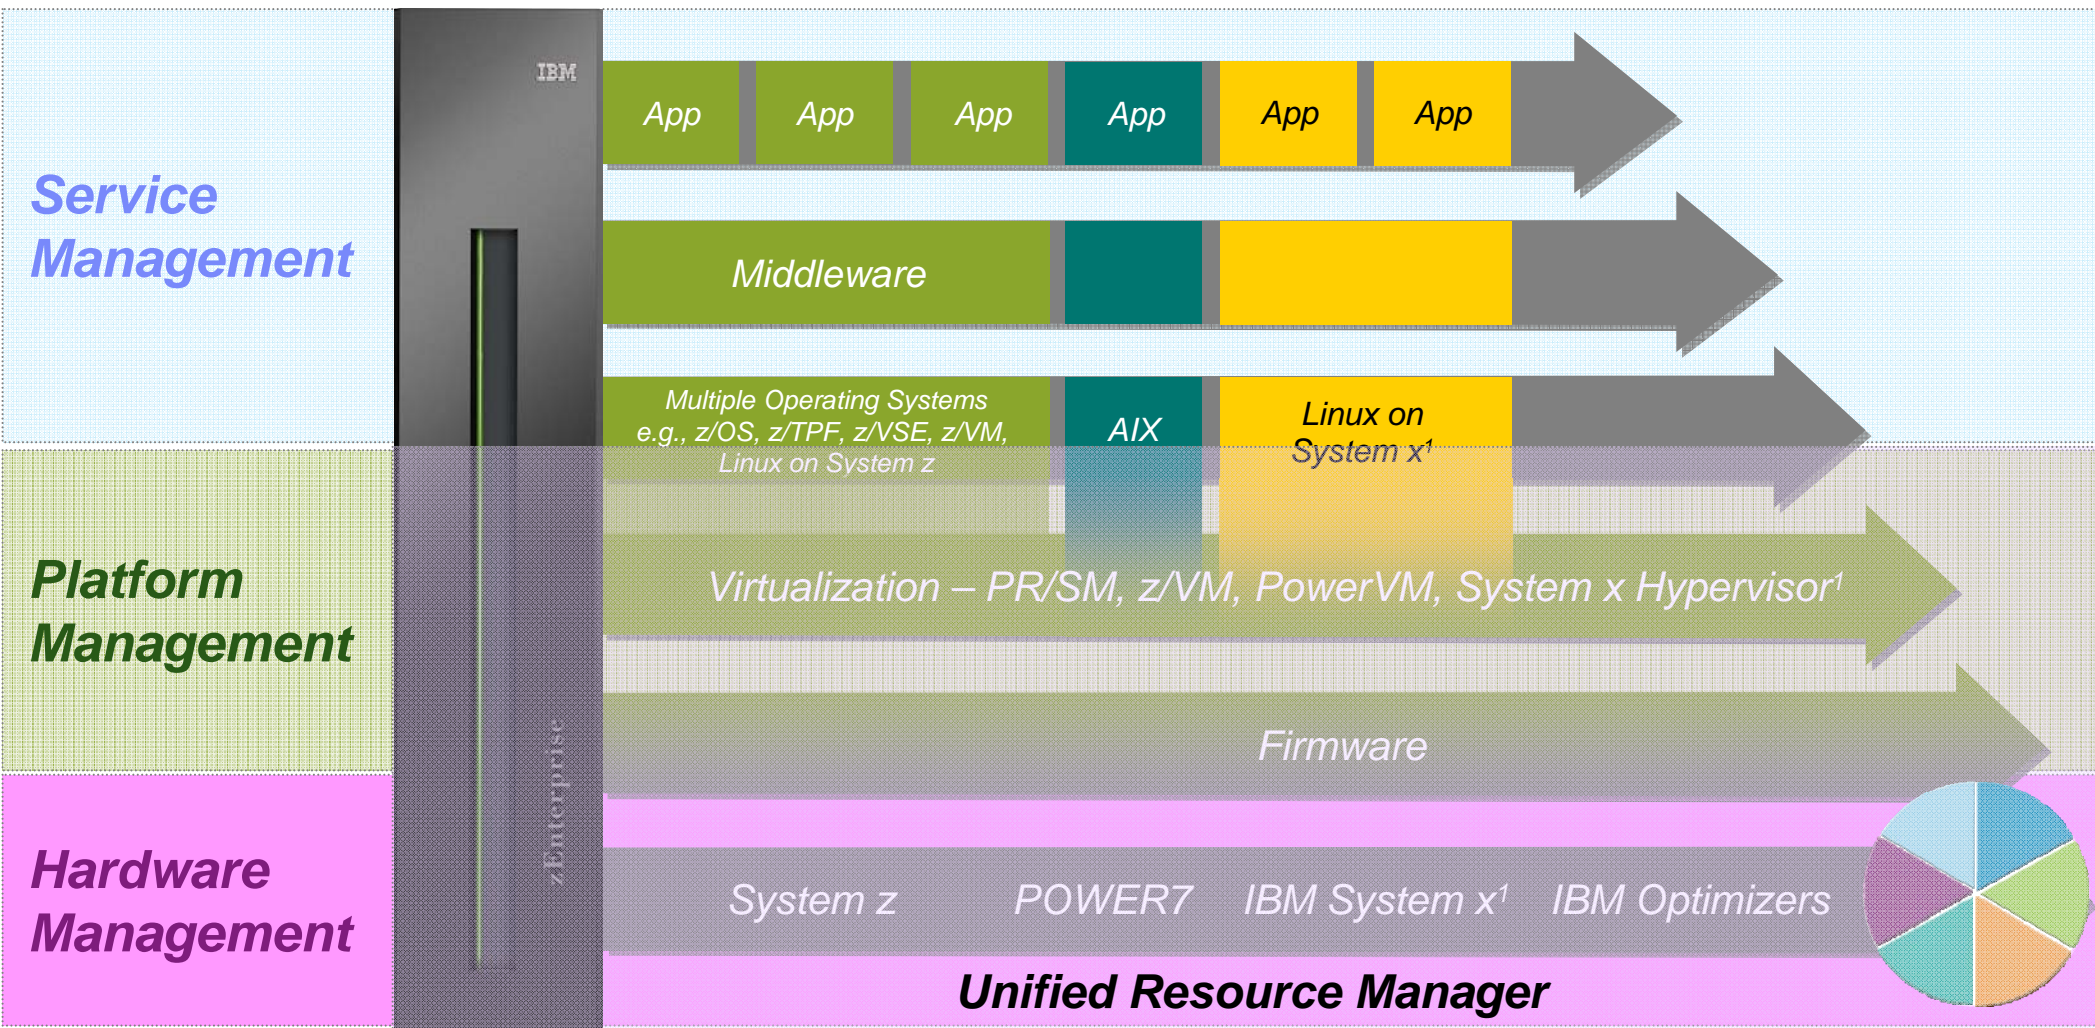 IBM
App App App App App App
Service
Management
Middleware
Multiple Operating Systems
e.g., z/OS, z/TPF, z/VSE, z/VM,
Linux on System z
AIX
Linux on
System x¹
Platform
Management
Virtualization – PR/SM, z/VM, PowerVM, System x Hypervisor¹
Firmware
zEnterprise
Hardware
Management
System z POWER7 IBM System x¹ IBM Optimizers
Unified Resource Manager